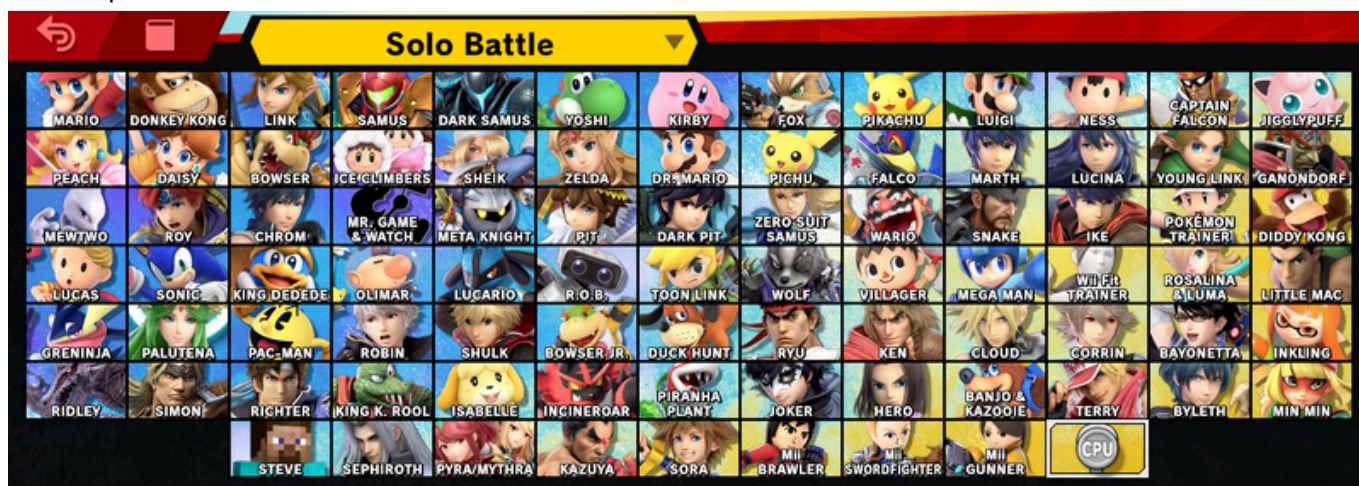 Solo Battle
MARIO DONKEY KONG LINK SAMUS DARK SAMUS YOSHI KIRBY FOX PIKACHU LUIGI NESS CAPTAIN FALCON JIGGLYPUFF
PEACH DAISY BOWSER ICE CLIMBERS SHEIK ZELDA DR. MARIO PICHU FALCO MARTH LUCINA YOUNG LINK GANONDORF
MEWTWO ROY CHROM MR. GAME & WATCH META KNIGHT PIT DARK PIT ZERO SUIT SAMUS WARIO SNAKE IKE POKÉMON TRAINER DIDDY KONG
LUCAS SONIC KING DEDEDE OLIMAR LUCARIO R.O.B. TOON LINK WOLF VILLAGER MEGA MAN Wii Fit TRAINER ROSALINA & LUMA LITTLE MAC
GRENINJA PALUTENA PAC-MAN ROBIN SHULK BOWSER JR. DUCK HUNT RYU KEN CLOUD CORRIN BAYONETTA INKLING
RIDLEY SIMON RICHTER KING K. ROOL ISABELLE INCINEROAR PIRANHA PLANT JOKER HERO BANJO & KAZOOIE TERRY BYLETH MIN MIN
STEVE SEPHIROTH PYRA/MYTHRA KAZUYA SORA Mii BRAWLER Mii SWORDFIGHTER Mii GUNNER CPU